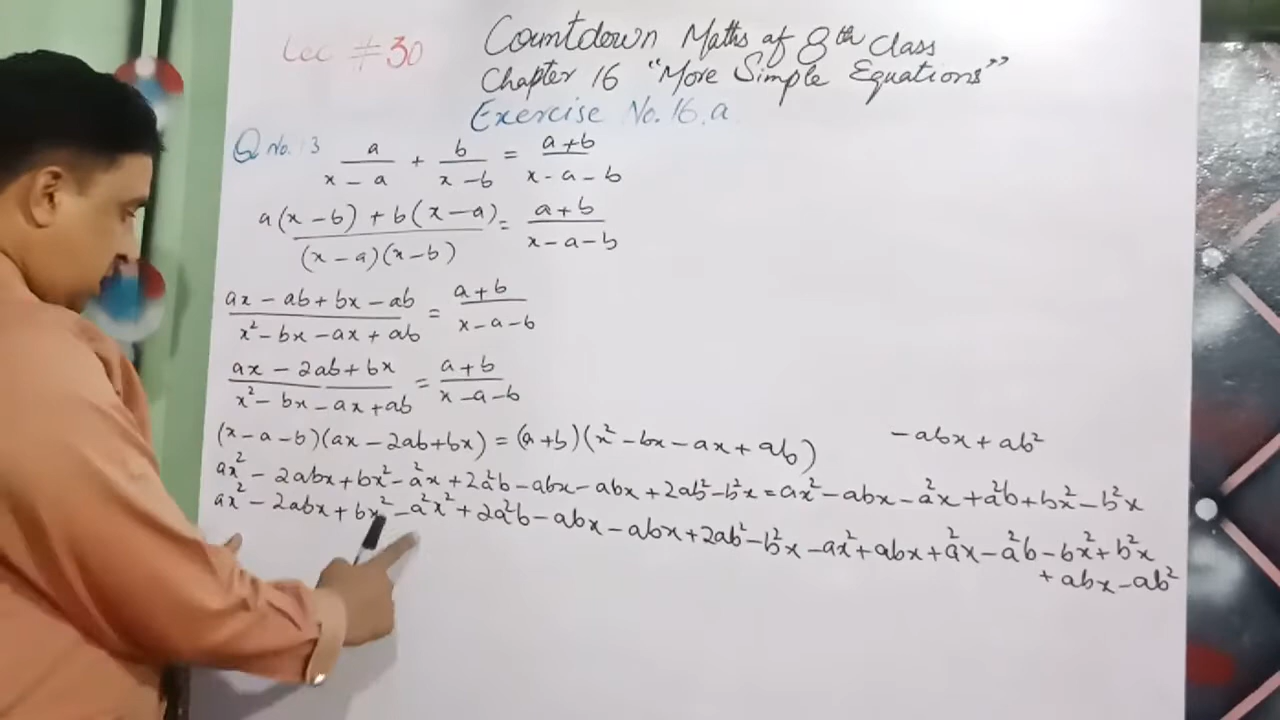 Lec # 30
Countdown Maths of 8th Class
Chapter 16 "More Simple Equations"
Exercise No. 16.a
Q No. 13 a/(x - a) + b/(x - b) = (a + b)/(x - a - b)
(a(x - b) + b(x - a))/((x - a)(x - b)) = (a + b)/(x - a - b)
(ax - ab + bx - ab)/(x² - bx - ax + ab) = (a + b)/(x - a - b)
(ax - 2ab + bx)/(x² - bx - ax + ab) = (a + b)/(x - a - b)
(x - a - b)(ax - 2ab + bx) = (a + b)(x² - bx - ax + ab)
- abx + ab²
ax² - 2abx + bx² - a²x + 2a²b - abx - abx + 2ab² - b²x = ax² - abx - a²x + a²b + bx² - b²x
ax² - 2abx + bx² - a²x² + 2a²b - abx - abx + 2ab² - b²x - ax² + abx + a²x - a²b - bx² + b²x
+ abx - ab²